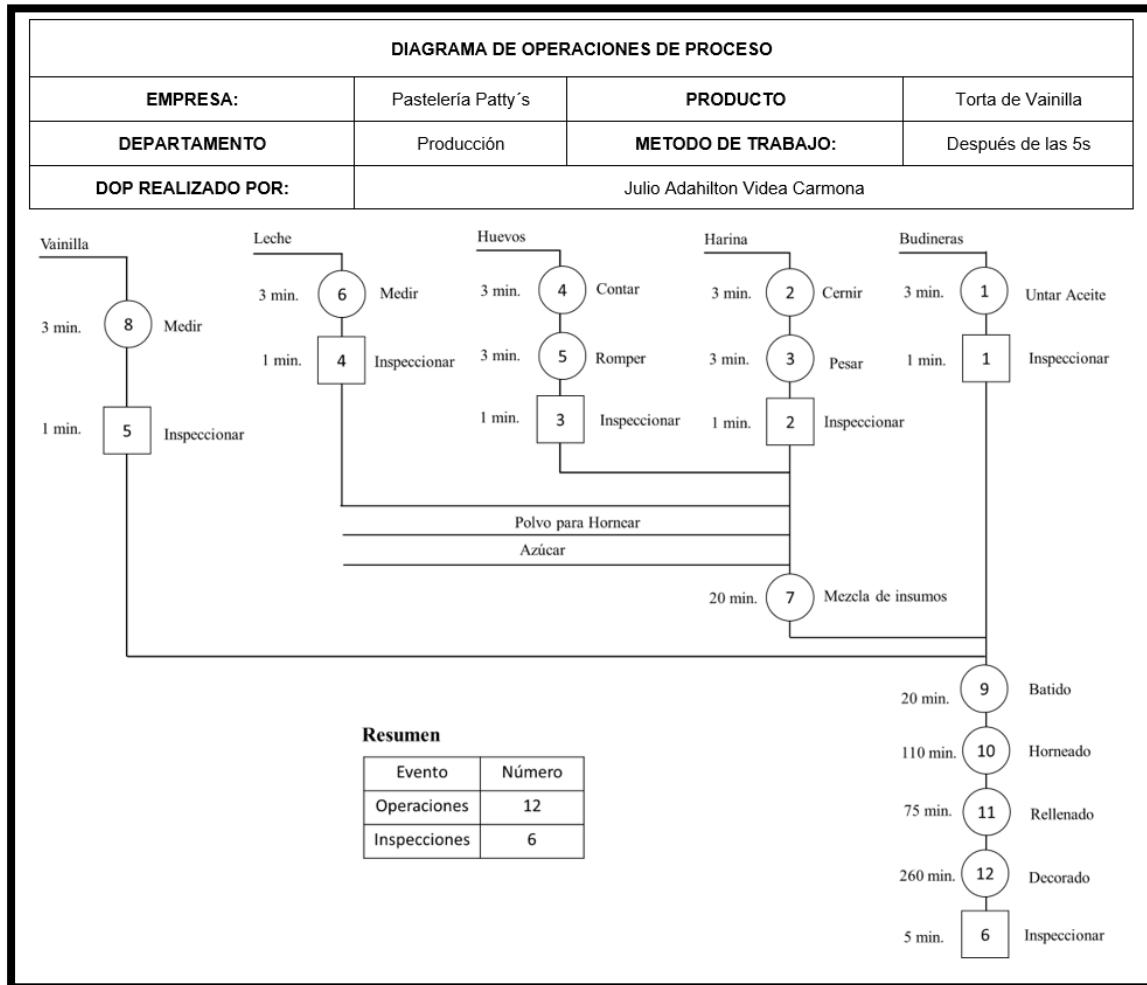 DIAGRAMA DE OPERACIONES DE PROCESO
EMPRESA: Pastelería Patty´s PRODUCTO Torta de Vainilla
DEPARTAMENTO Producción METODO DE TRABAJO: Después de las 5s
DOP REALIZADO POR: Julio Adahilton Videa Carmona
Vainilla Leche Huevos Harina Budineras
3 min. 8 Medir
1 min. 5 Inspeccionar
3 min. 6 Medir
1 min. 4 Inspeccionar
3 min. 4 Contar
3 min. 5 Romper
1 min. 3 Inspeccionar
3 min. 2 Cernir
3 min. 3 Pesar
1 min. 2 Inspeccionar
3 min. 1 Untar Aceite
1 min. 1 Inspeccionar
Polvo para Hornear
Azúcar
20 min. 7 Mezcla de insumos
20 min. 9 Batido
110 min. 10 Horneado
75 min. 11 Rellenado
260 min. 12 Decorado
5 min. 6 Inspeccionar
Resumen
Evento Número
Operaciones 12
Inspecciones 6